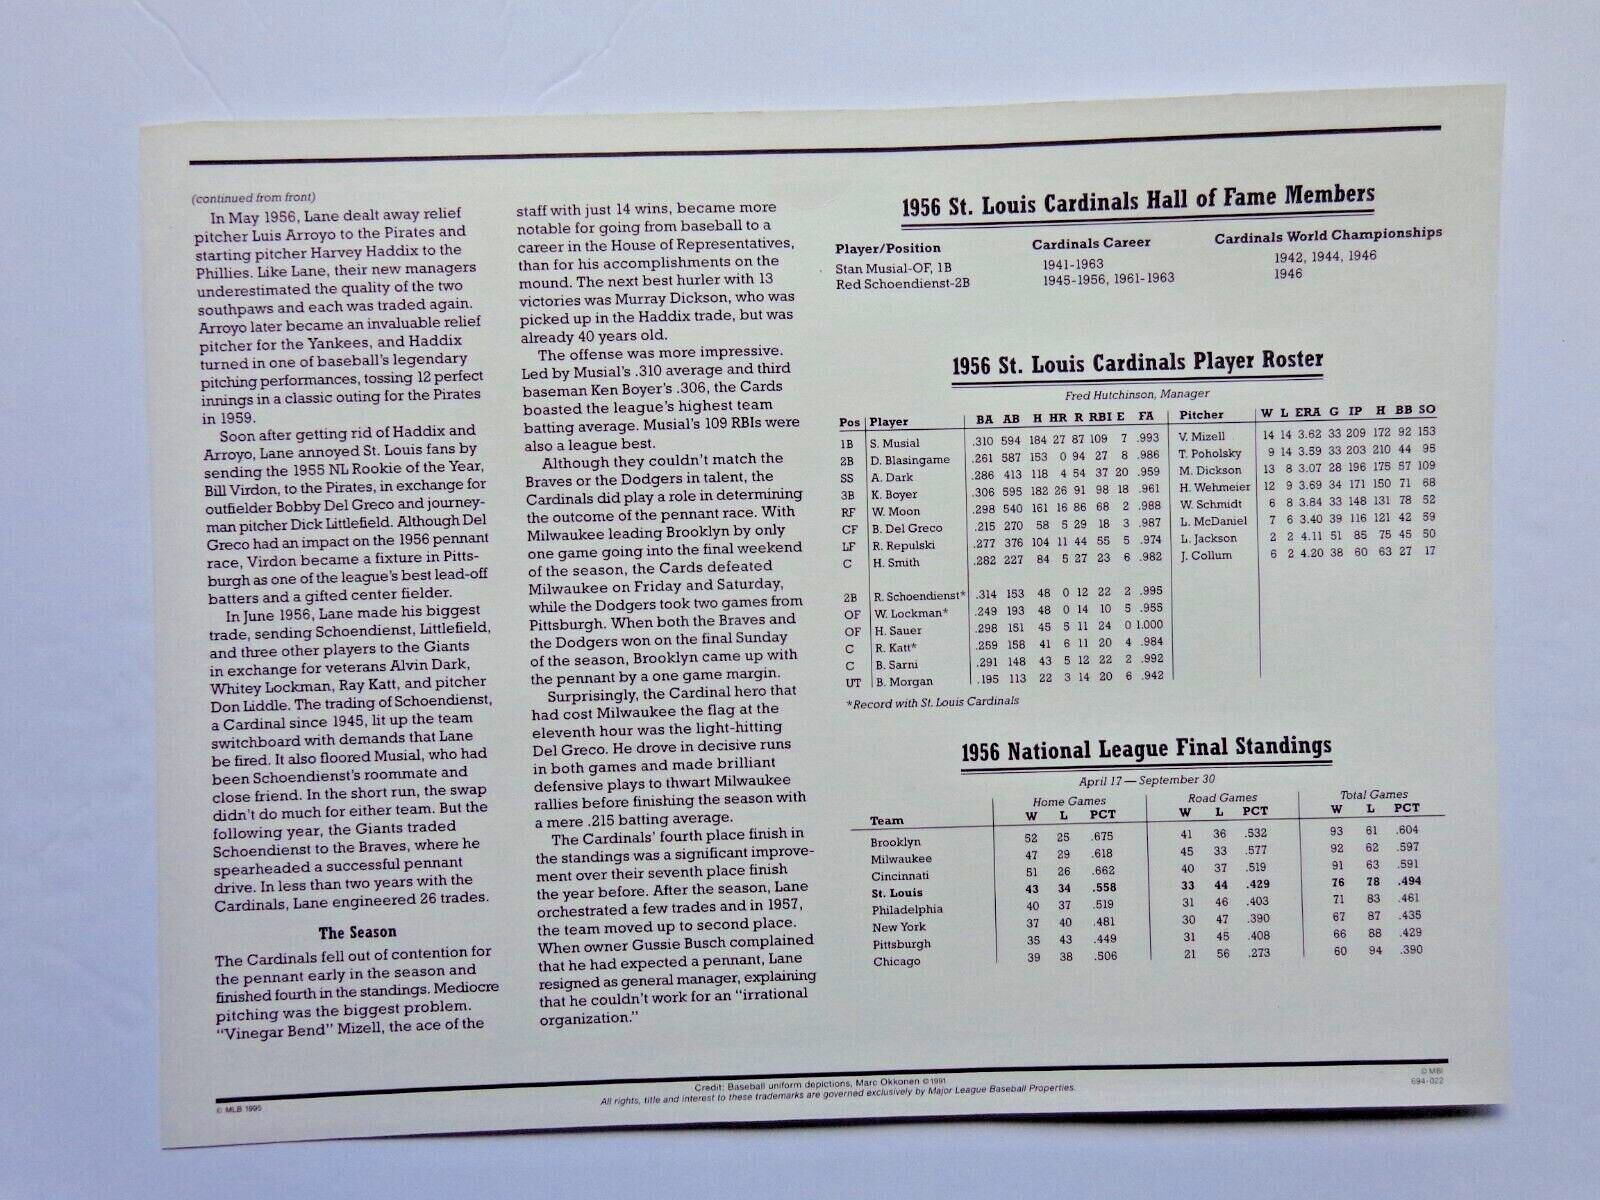 (continued from front)
In May 1956, Lane dealt away relief
pitcher Luis Arroyo to the Pirates and
starting pitcher Harvey Haddix to the
Phillies. Like Lane, their new managers
underestimated the quality of the two
southpaws and each was traded again.
Arroyo later became an invaluable relief
pitcher for the Yankees, and Haddix
turned in one of baseball's legendary
pitching performances, tossing 12 perfect
innings in a classic outing for the Pirates
in 1959.
Soon after getting rid of Haddix and
Arroyo, Lane annoyed St. Louis fans by
sending the 1955 NL Rookie of the Year,
Bill Virdon, to the Pirates, in exchange for
outfielder Bobby Del Greco and journey-
man pitcher Dick Littlefield. Although Del
Greco had an impact on the 1956 pennant
race, Virdon became a fixture in Pitts-
burgh as one of the league's best lead-off
batters and a gifted center fielder.
In June 1956, Lane made his biggest
trade, sending Schoendienst, Littlefield,
and three other players to the Giants
in exchange for veterans Alvin Dark,
Whitey Lockman, Ray Katt, and pitcher
Don Liddle. The trading of Schoendienst,
a Cardinal since 1945, lit up the team
switchboard with demands that Lane
be fired. It also floored Musial, who had
been Schoendienst's roommate and
close friend. In the short run, the swap
didn't do much for either team. But the
following year, the Giants traded
Schoendienst to the Braves, where he
spearheaded a successful pennant
drive. In less than two years with the
Cardinals, Lane engineered 26 trades.
The Season
The Cardinals fell out of contention for
the pennant early in the season and
finished fourth in the standings. Mediocre
pitching was the biggest problem.
"Vinegar Bend" Mizell, the ace of the
staff with just 14 wins, became more
notable for going from baseball to a
career in the House of Representatives,
than for his accomplishments on the
mound. The next best hurler with 13
victories was Murray Dickson, who was
picked up in the Haddix trade, but was
already 40 years old.
The offense was more impressive.
Led by Musial's .310 average and third
baseman Ken Boyer's .306, the Cards
boasted the league's highest team
batting average. Musial's 109 RBIs were
also a league best.
Although they couldn't match the
Braves or the Dodgers in talent, the
Cardinals did play a role in determining
the outcome of the pennant race. With
Milwaukee leading Brooklyn by only
one game going into the final weekend
of the season, the Cards defeated
Milwaukee on Friday and Saturday,
while the Dodgers took two games from
Pittsburgh. When both the Braves and
the Dodgers won on the final Sunday
of the season, Brooklyn came up with
the pennant by a one game margin.
Surprisingly, the Cardinal hero that
had cost Milwaukee the flag at the
eleventh hour was the light-hitting
Del Greco. He drove in decisive runs
in both games and made brilliant
defensive plays to thwart Milwaukee
rallies before finishing the season with
a mere .215 batting average.
The Cardinals' fourth place finish in
the standings was a significant improve-
ment over their seventh place finish
the year before. After the season, Lane
orchestrated a few trades and in 1957,
the team moved up to second place.
When owner Gussie Busch complained
that he had expected a pennant, Lane
resigned as general manager, explaining
that he couldn't work for an "irrational
organization."
1956 St. Louis Cardinals Hall of Fame Members
Player/Position Cardinals Career Cardinals World Championships
Stan Musial-OF, 1B 1941-1963 1942, 1944, 1946
Red Schoendienst-2B 1945-1956, 1961-1963 1946
1956 St. Louis Cardinals Player Roster
Fred Hutchinson, Manager
Pos Player BA AB H HR R RBI E FA Pitcher W L ERA G IP H BB SO
1B S. Musial .310 594 184 27 87 109 7 .993 V. Mizell 14 14 3.62 33 209 172 92 153
2B D. Blasingame .261 587 153 0 94 27 8 .986 T. Poholsky 9 14 3.59 33 203 210 44 95
SS A. Dark .286 413 118 4 54 37 20 .959 M. Dickson 13 8 3.07 28 196 175 57 109
3B K. Boyer .306 595 182 26 91 98 18 .961 H. Wehmeier 12 9 3.69 34 171 150 71 68
RF W. Moon .298 540 161 16 86 68 2 .988 W. Schmidt 6 8 3.84 33 148 131 78 52
CF B. Del Greco .215 270 58 5 29 18 3 .987 L. McDaniel 7 6 3.40 39 116 121 42 59
LF R. Repulski .277 376 104 11 44 55 5 .974 L. Jackson 2 2 4.11 51 85 75 45 50
C H. Smith .282 227 84 5 27 23 6 .982 J. Collum 6 2 4.20 38 60 63 27 17
2B R. Schoendienst* .314 153 48 0 12 22 2 .995
OF W. Lockman* .249 193 48 0 14 10 5 .955
OF H. Sauer .298 151 45 5 11 24 0 1.000
C R. Katt* .259 158 41 6 11 20 4 .984
C B. Sarni .291 148 43 5 12 22 2 .992
UT B. Morgan .195 113 22 3 14 20 6 .942
*Record with St. Louis Cardinals
1956 National League Final Standings
April 17—September 30
Home Games Road Games Total Games
Team W L PCT W L PCT W L PCT
Brooklyn 52 25 .675 41 36 .532 93 61 .604
Milwaukee 47 29 .618 45 33 .577 92 62 .597
Cincinnati 51 26 .662 40 37 .519 91 63 .591
St. Louis 43 34 .558 33 44 .429 76 78 .494
Philadelphia 40 37 .519 31 46 .403 71 83 .461
New York 37 40 .481 30 47 .390 67 87 .435
Pittsburgh 35 43 .449 31 45 .408 66 88 .429
Chicago 39 38 .506 21 56 .273 60 94 .390
© MLB 1995
Credit: Baseball uniform depictions, Marc Okkonen © 1991
All rights, title and interest to these trademarks are governed exclusively by Major League Baseball Properties.
© MBI
694-022